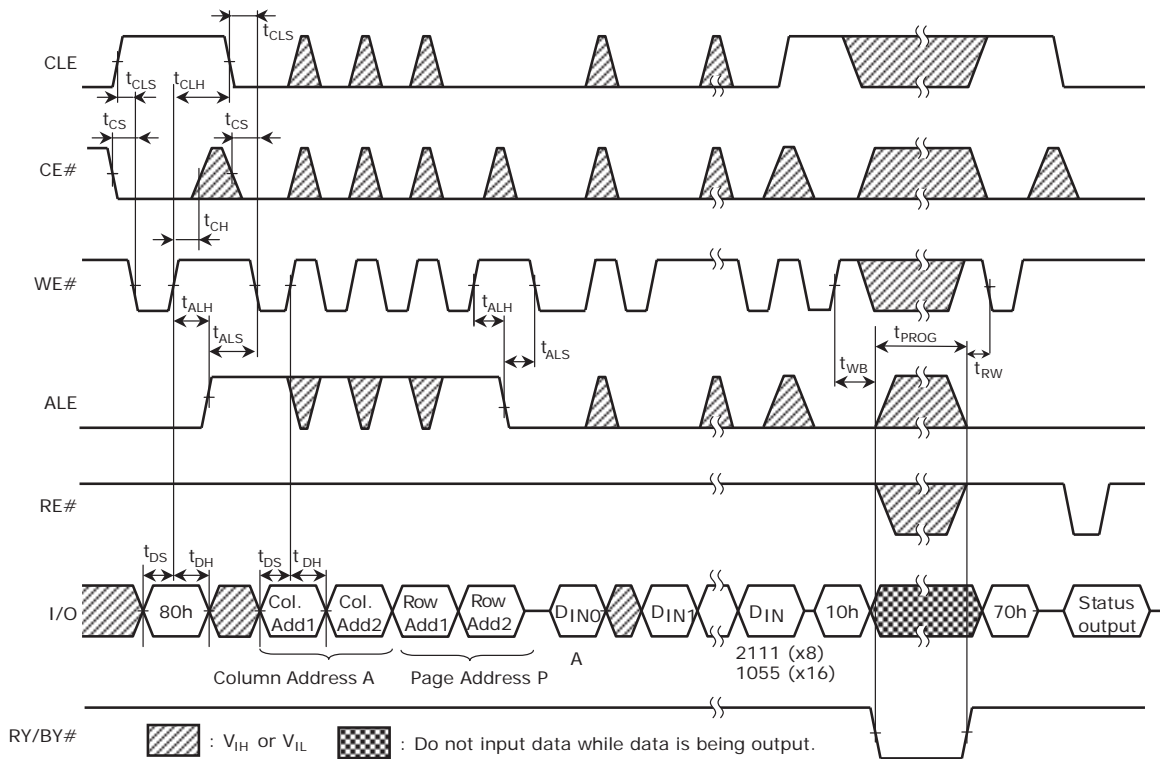 tCLS
CLE
tCLS tCLH
tCS tCS
CE#
tCH
WE#
tALH tALH
tALS tPROG
tALS tWB tRW
ALE
RE#
tDS tDH tDS tDH
I/O 80h Col. Add1 Col. Add2 Row Add1 Row Add2 DIN0 DIN1 DIN 10h 70h Status output
A 2111 (x8)
1055 (x16)
Column Address A Page Address P
RY/BY#
: VIH or VIL : Do not input data while data is being output.